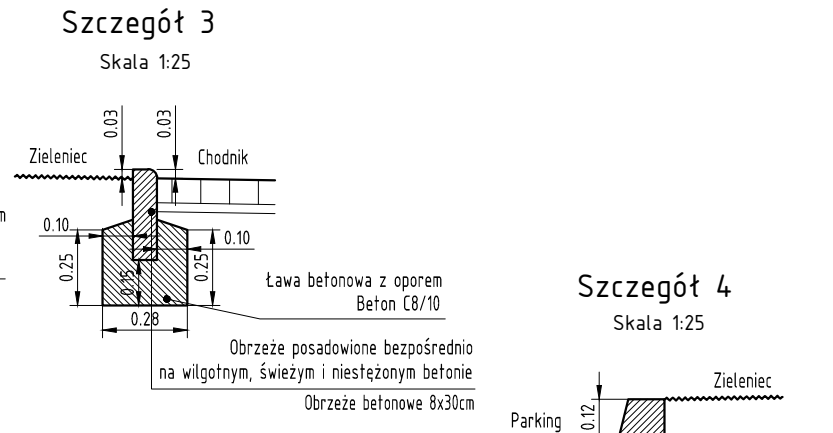 Szczegół 3
Skala 1:25
0.03
0.03
Zieleniec
Chodnik
m
0.10
0.10
0.25
0.15
0.25
0.28
Ława betonowa z oporem
Beton C8/10
Obrzeże posadowione bezpośrednio
na wilgotnym, świeżym i niestężonym betonie
Obrzeże betonowe 8x30cm
Szczegół 4
Skala 1:25
Zieleniec
0.12
Parking